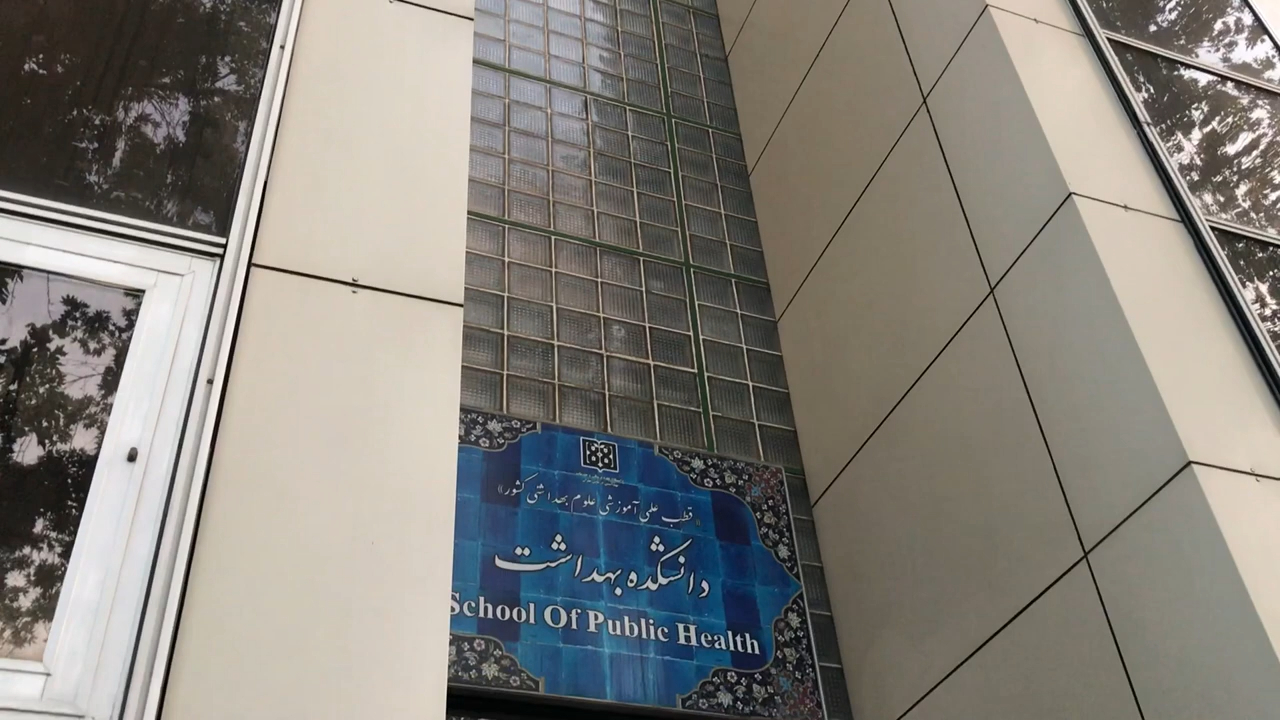 «قطب علمی آموزشی علوم بهداشتی کشور»
دانشکده بهداشت
School Of Public Health